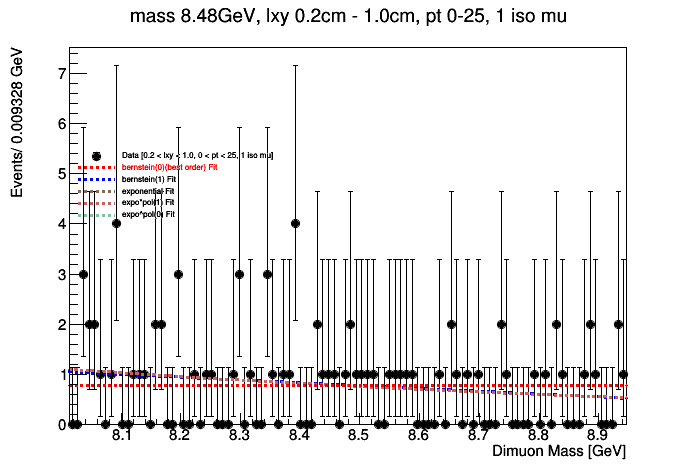 mass 8.48GeV, lxy 0.2cm - 1.0cm, pt 0-25, 1 iso mu
Events/ 0.009328 GeV
7
6
5
4
3
2
1
0
Data [0.2 < lxy < 1.0, 0 < pt < 25, 1 iso mu]
bernstein(0)(best order) Fit
bernstein(1) Fit
exponential Fit
expo*pol(1) Fit
expo^pol(0) Fit
8.1 8.2 8.3 8.4 8.5 8.6 8.7 8.8 8.9
Dimuon Mass [GeV]